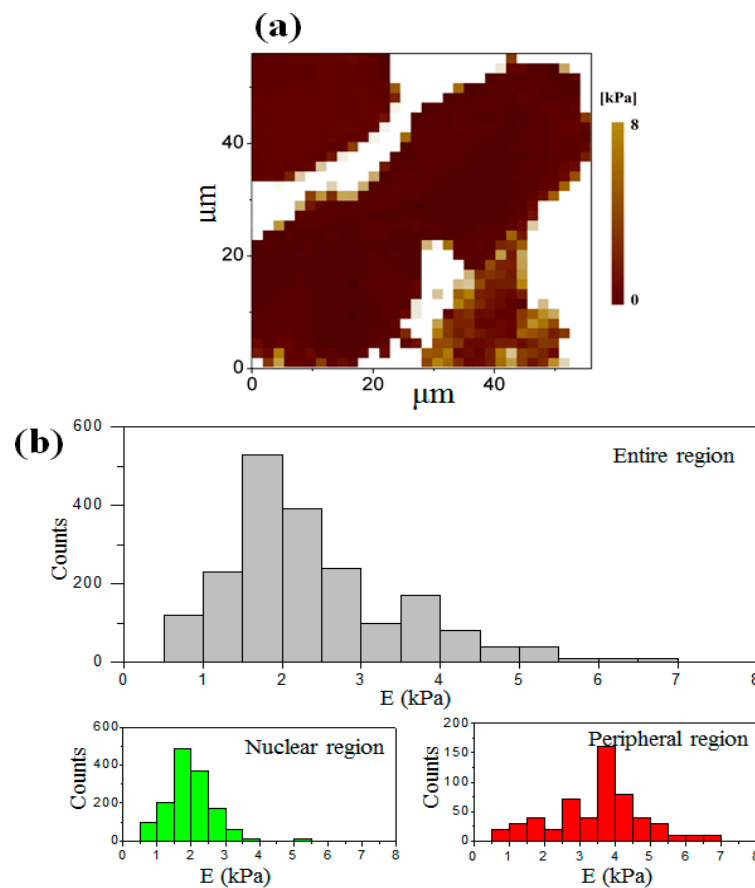 (a)
[kPa]
8
0
μm
40
20
0
0 20 40
μm
(b)
Entire region
Counts
600
400
200
0
0 1 2 3 4 5 6 7 8
E (kPa)
Nuclear region
Counts
600
400
200
0
0 1 2 3 4 5 6 7 8
E (kPa)
Peripheral region
Counts
200
150
100
50
0
0 1 2 3 4 5 6 7 8
E (kPa)